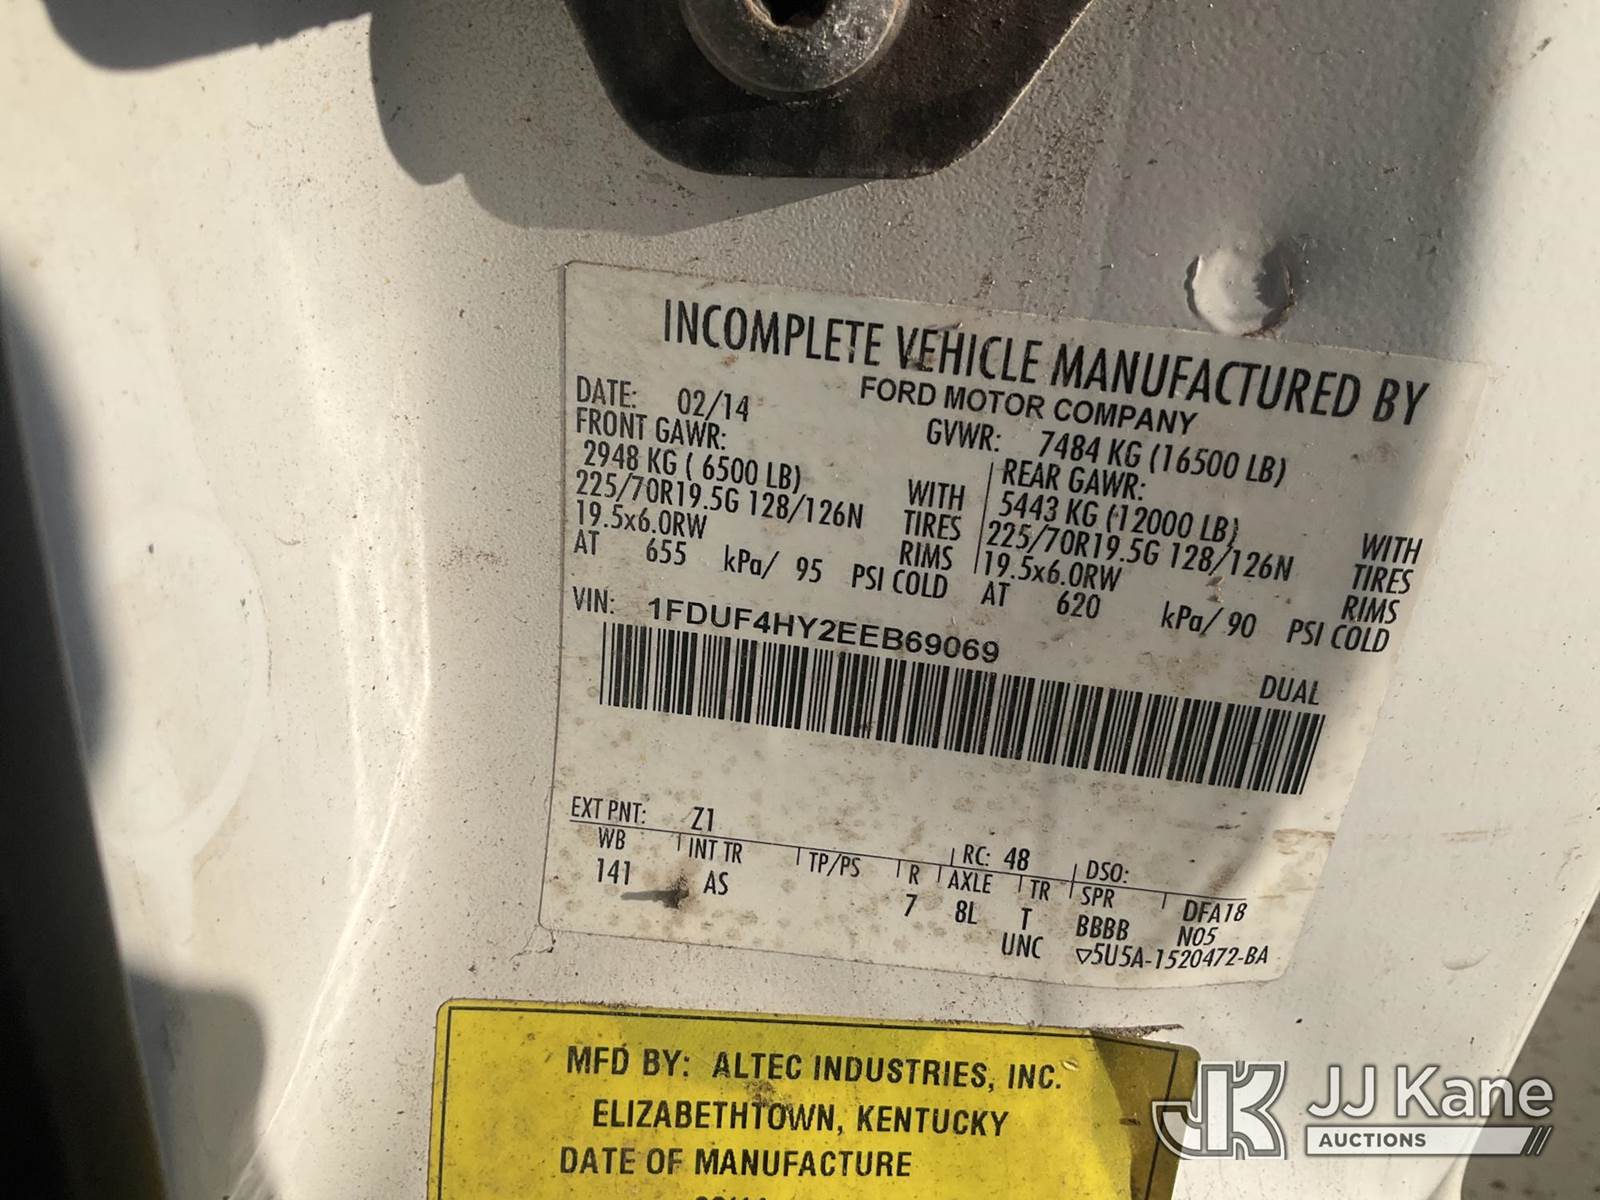 INCOMPLETE VEHICLE MANUFACTURED BY
FORD MOTOR COMPANY
DATE: 02/14 GVWR: 7484 KG (16500 LB)
FRONT GAWR: REAR GAWR:
2948 KG ( 6500 LB) WITH 5443 KG (12000 LB) WITH
225/70R19.5G 128/126N TIRES 225/70R19.5G 128/126N TIRES
19.5x6.0RW RIMS 19.5x6.0RW RIMS
AT 655 kPa/ 95 PSI COLD AT 620 kPa/ 90 PSI COLD
VIN: 1FDUF4HY2EEB69069
DUAL
EXT PNT: Z1 RC: 48 DSO:
WB INT TR TP/PS R AXLE TR SPR DFA18
141 AS 7 8L T BBBB N05
UNC ▽5U5A-1520472-BA
MFD BY: ALTEC INDUSTRIES, INC.
ELIZABETHTOWN, KENTUCKY
DATE OF MANUFACTURE
JK JJ Kane
AUCTIONS